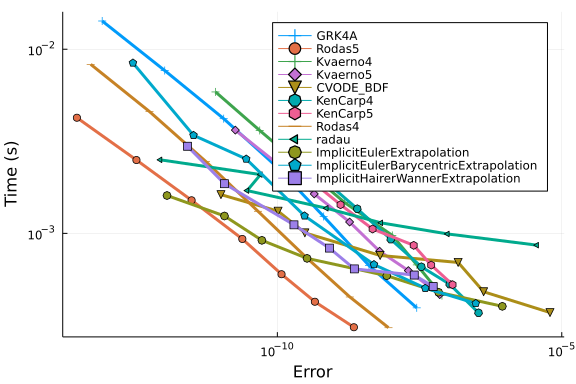 10⁻²
10⁻³
Time (s)
GRK4A
Rodas5
Kvaerno4
Kvaerno5
CVODE_BDF
KenCarp4
KenCarp5
Rodas4
radau
ImplicitEulerExtrapolation
ImplicitEulerBarycentricExtrapolation
ImplicitHairerWannerExtrapolation
10⁻¹⁰
10⁻⁵
Error